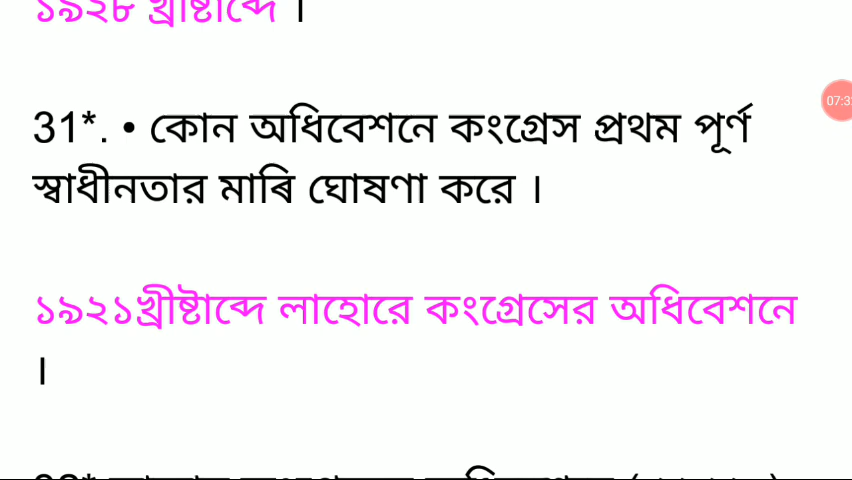 ১৯২৮ খ্রীষ্টাব্দে ।
31*. • কোন অধিবেশনে কংগ্রেস প্রথম পূর্ণ
স্বাধীনতার মাৰি ঘোষণা করে ।
১৯২১খ্রীষ্টাব্দে লাহোরে কংগ্রেসের অধিবেশনে
।